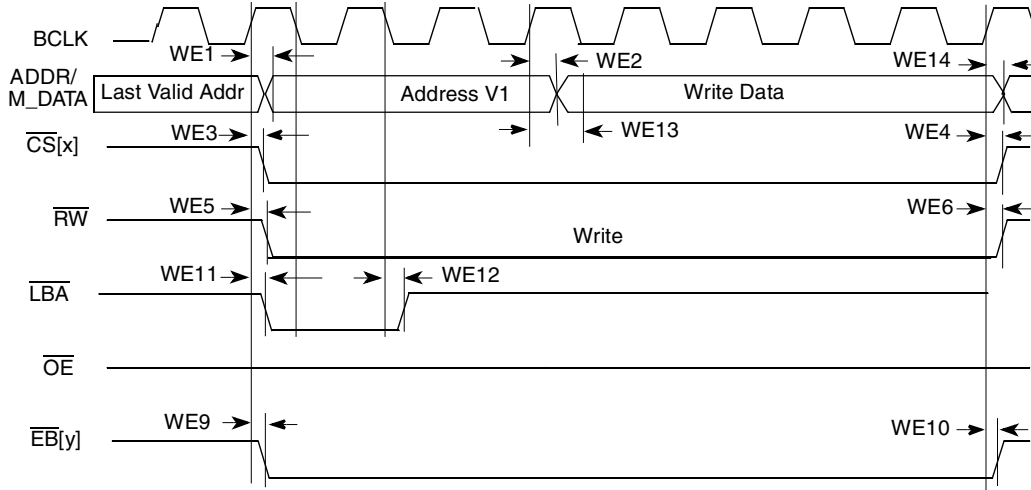 BCLK
WE1
WE2
WE14
ADDR/
M_DATA
Last Valid Addr
Address V1
Write Data
WE3
WE13
WE4
CS[x]
WE5
WE6
RW
Write
WE11
WE12
LBA
OE
WE9
WE10
EB[y]